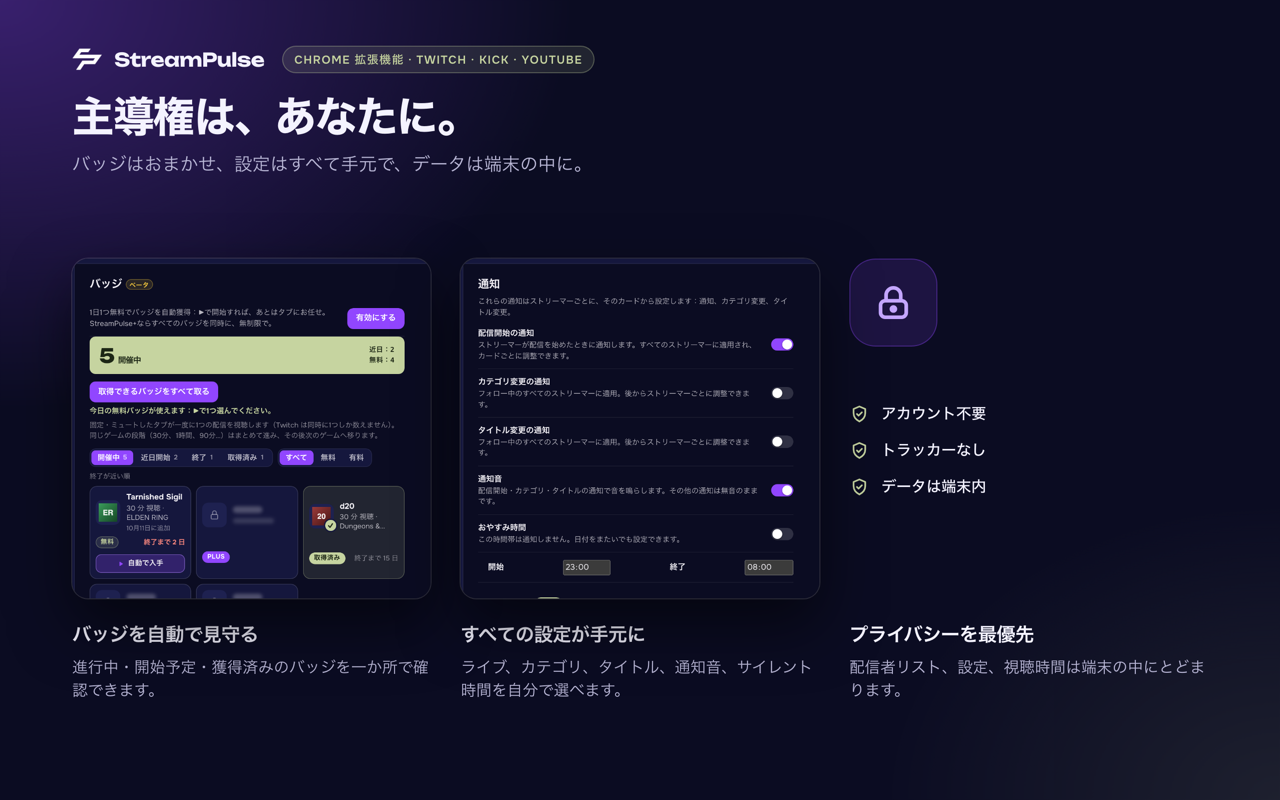 StreamPulse
CHROME 拡張機能 · TWITCH · KICK · YOUTUBE
主導権は、あなたに。
バッジはおまかせ、設定はすべて手元で、データは端末の中に。
バッジ ベータ
1日1つ無料でバッジを自動獲得：▶で開始すれば、あとはタブにお任せ。
StreamPulse+ならすべてのバッジを同時に、無制限で。
有効にする
5 開催中
近日：2
無料：4
取得できるバッジをすべて取る
今日の無料バッジが使えます：▶で1つ選んでください。
固定・ミュートしたタブが一度に1つの配信を視聴します（Twitch は同時に1つしか数えません）。
同じゲームの段階（30分、1時間、90分…）はまとめて進み、その後次のゲームへ移ります。
開催中 5 近日開始 2 終了 1 取得済み 1 すべて 無料 有料
終了が近い順
ER
Tarnished Sigil
30 分 視聴 ·
ELDEN RING
10月11日に追加
無料 終了まで 2 日
▶ 自動で入手
PLUS
20
d20
30 分 視聴 ·
Dungeons &...
取得済み 終了まで 15 日
通知
これらの通知はストリーマーごとに、そのカードから設定します：通知、カテゴリ変更、タイ
トル変更。
配信開始の通知
ストリーマーが配信を始めたときに通知します。すべてのストリーマーに適用され、
カードごとに調整できます。
カテゴリ変更の通知
フォロー中のすべてのストリーマーに適用。後からストリーマーごとに調整できま
す。
タイトル変更の通知
フォロー中のすべてのストリーマーに適用。後からストリーマーごとに調整できま
す。
通知音
配信開始・カテゴリ・タイトルの通知で音を鳴らします。その他の通知は無音のまま
です。
おやすみ時間
この時間帯は通知しません。日付をまたいでも設定できます。
開始 23:00 終了 08:00
アカウント不要
トラッカーなし
データは端末内
バッジを自動で見守る
進行中・開始予定・獲得済みのバッジを一か所で確
認できます。
すべての設定が手元に
ライブ、カテゴリ、タイトル、通知音、サイレント
時間を自分で選べます。
プライバシーを最優先
配信者リスト、設定、視聴時間は端末の中にとどま
ります。